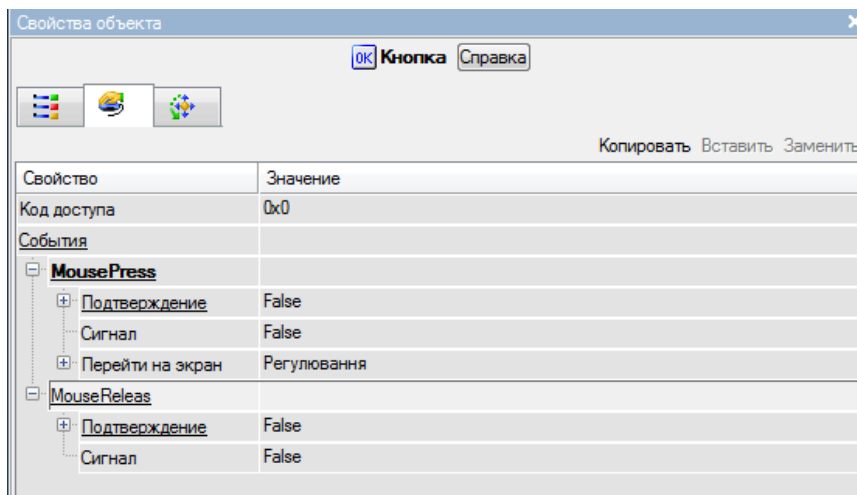 Свойства объекта
OK Кнопка Справка
Копировать Вставить Заменить
Свойство Значение
Код доступа 0x0
События
MousePress
Подтверждение False
Сигнал False
Перейти на экран Регулювання
MouseReleas
Подтверждение False
Сигнал False